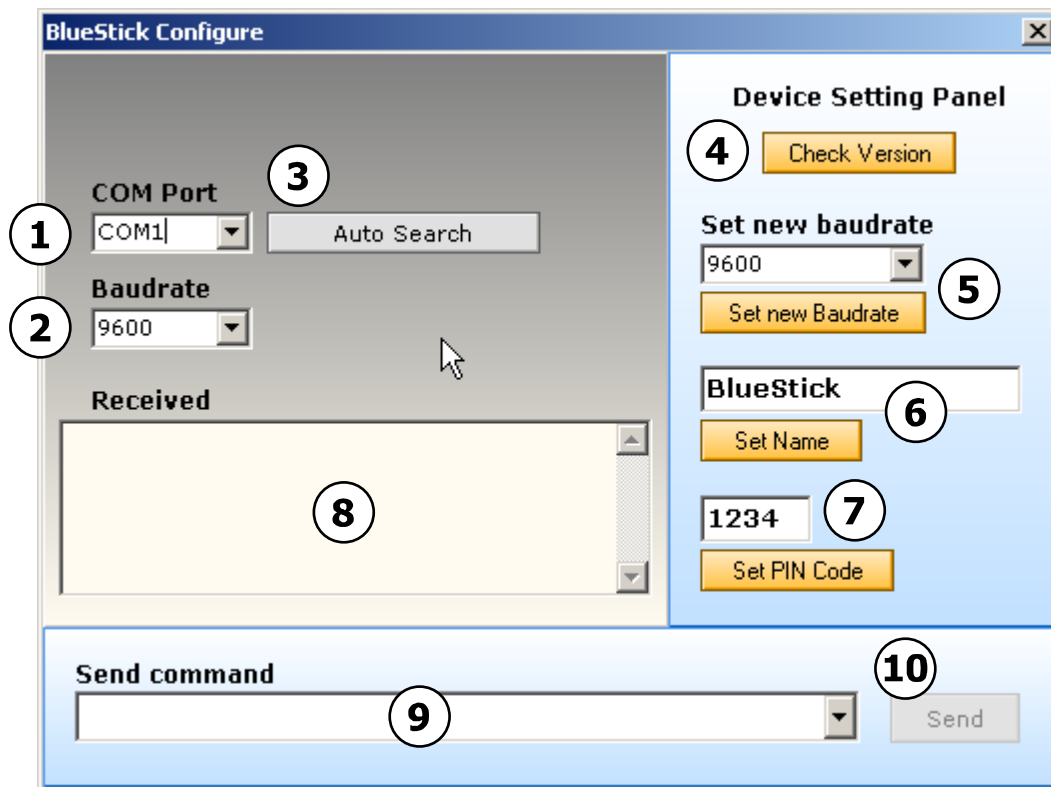 BlueStick Configure
3
COM Port
1
COM1
Auto Search
Baudrate
2
9600
Received
8
Device Setting Panel
4
Check Version
Set new baudrate
9600
5
Set new Baudrate
BlueStick
6
Set Name
1234
7
Set PIN Code
Send command
10
9
Send